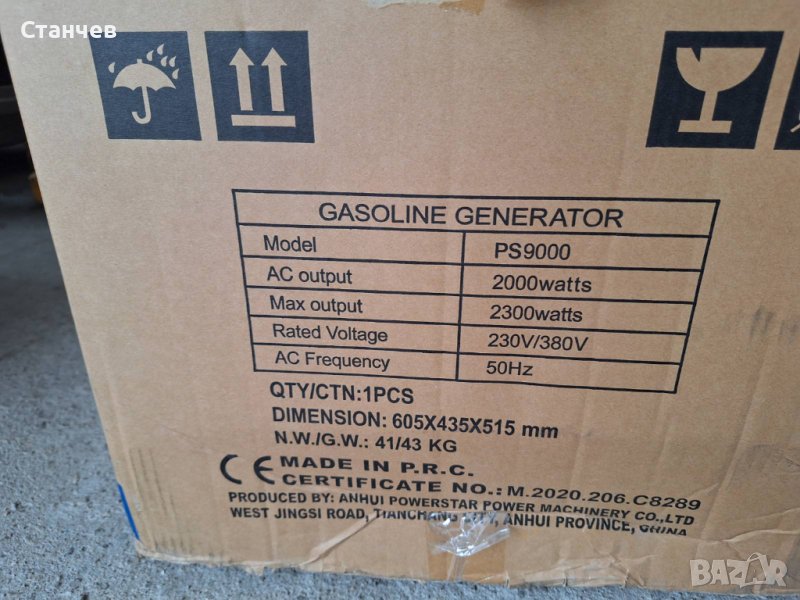 Станчев
GASOLINE GENERATOR
Model PS9000
AC output 2000watts
Max output 2300watts
Rated Voltage 230V/380V
AC Frequency 50Hz
QTY/CTN:1PCS
DIMENSION: 605X435X515 mm
N.W./G.W.: 41/43 KG
CE MADE IN P.R.C.
CERTIFICATE NO.: M.2020.206.C8289
PRODUCED BY: ANHUI POWERSTAR POWER MACHINERY CO.,LTD
WEST JINGSI ROAD, TIANCHANG CITY, ANHUI PROVINCE, CHINA
BAZAR